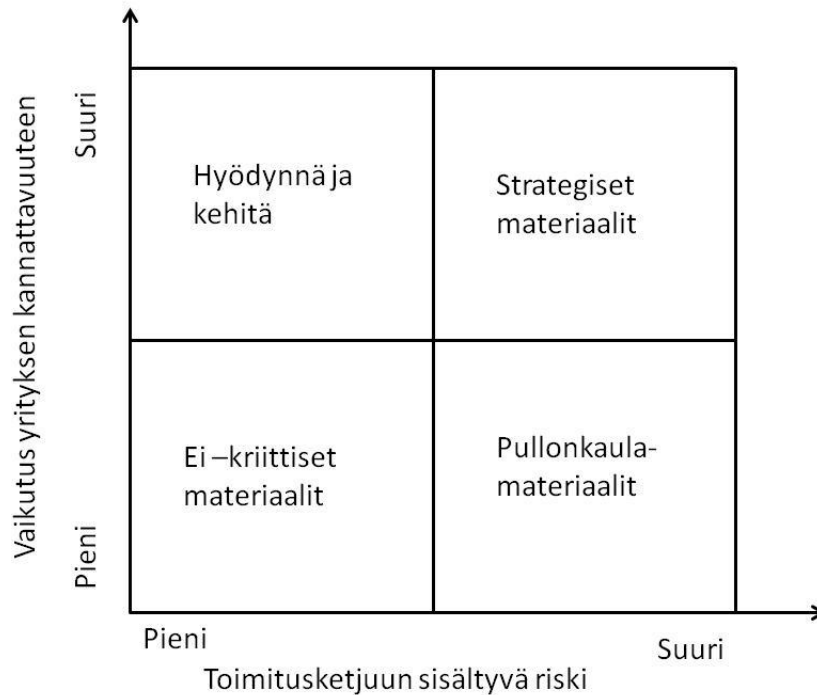 Vaikutus yrityksen kannattavuuteen
Suuri
Pieni
Hyödynnä ja
kehitä
Strategiset
materiaalit
Ei –kriittiset
materiaalit
Pullonkaula-
materiaalit
Pieni
Suuri
Toimitusketjuun sisältyvä riski